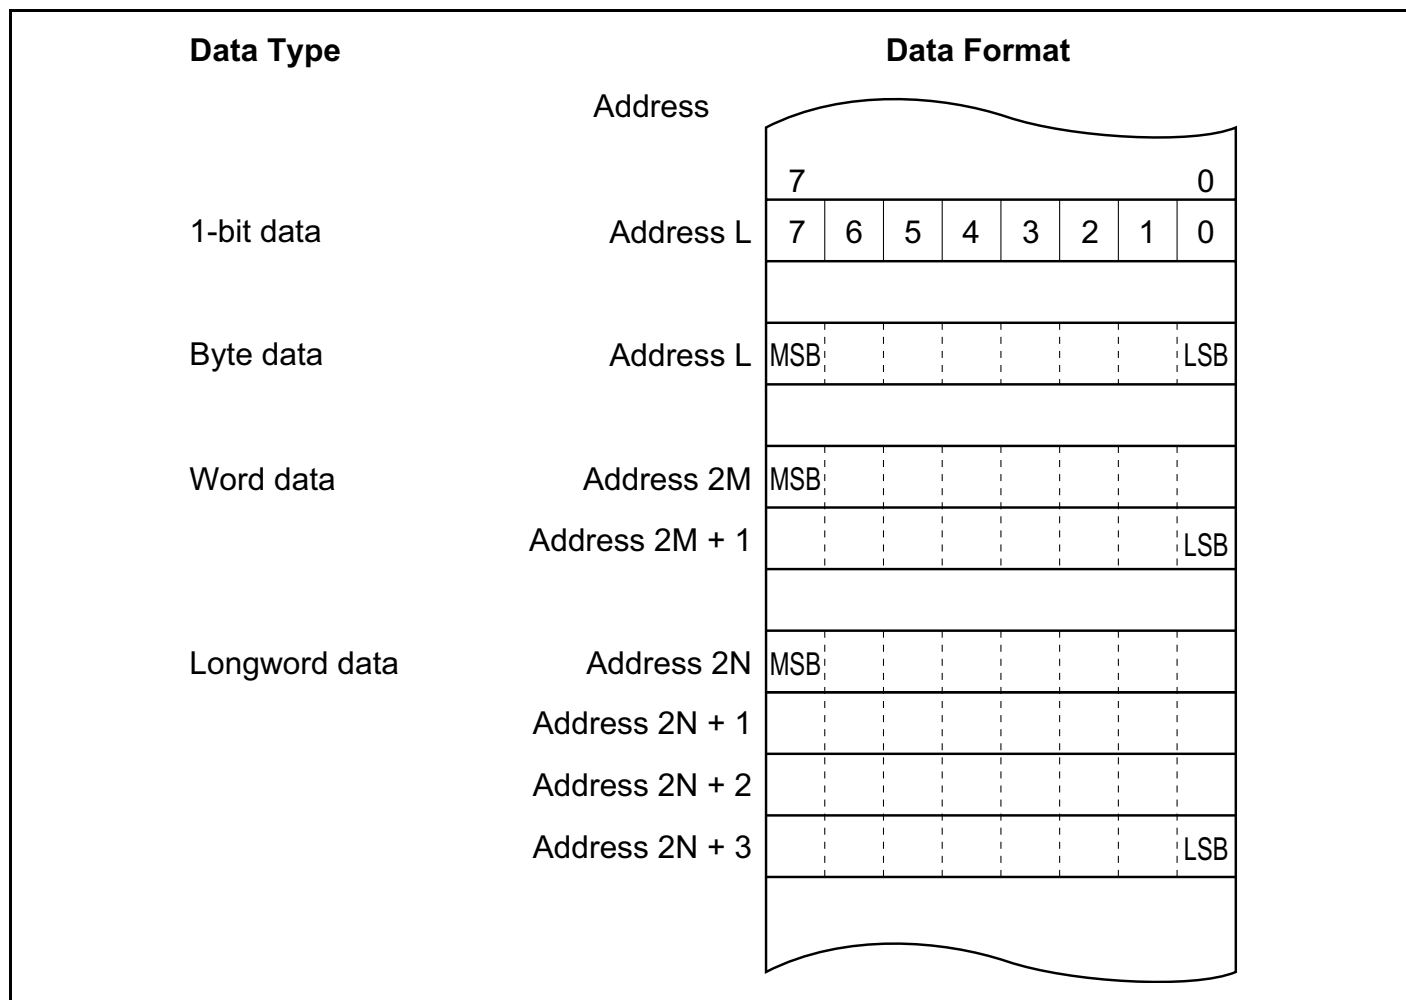 Data Type Data Format
Address
7 0
1-bit data Address L 7 6 5 4 3 2 1 0
Byte data Address L MSB LSB
Word data Address 2M MSB
Address 2M + 1 LSB
Longword data Address 2N MSB
Address 2N + 1
Address 2N + 2
Address 2N + 3 LSB